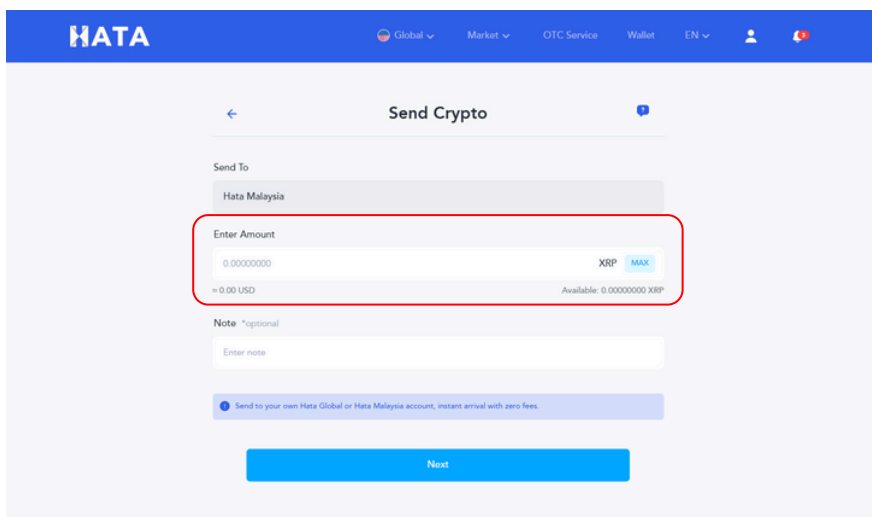 HATA
Global Market OTC Service Wallet EN 3
Send Crypto
?
Send To
Hata Malaysia
Enter Amount
0.00000000 XRP MAX
≈ 0.00 USD Available: 0.00000000 XRP
Note *optional
Enter note
Send to your own Hata Global or Hata Malaysia account, instant arrival with zero fees.
Next